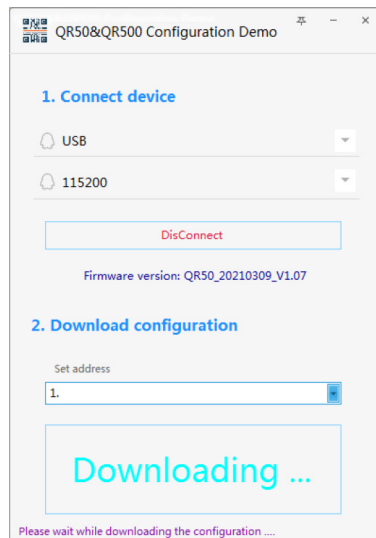 QR50&QR500 Configuration Demo
1. Connect device
USB
115200
DisConnect
Firmware version: QR50_20210309_V1.07
2. Download configuration
Set address
1.
Downloading ...
Please wait while downloading the configuration ....